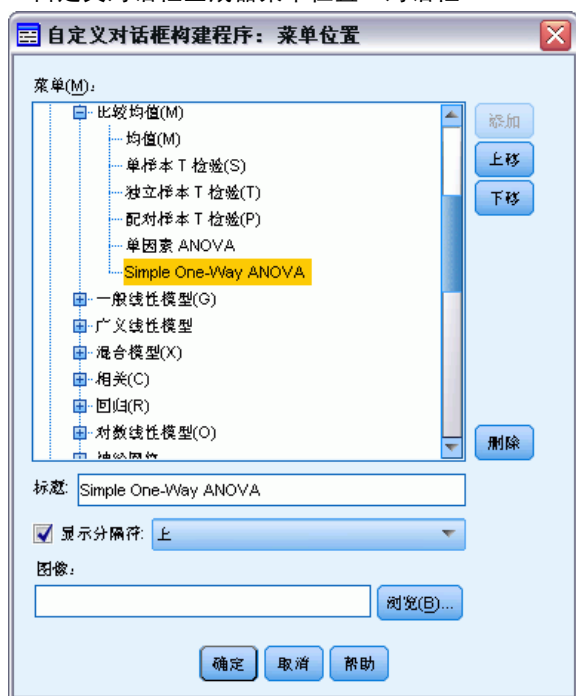 自定义对话框构建程序：菜单位置
菜单(M)：
比较均值(M)
均值(M)
单样本 T 检验(S)
独立样本 T 检验(T)
配对样本 T 检验(P)
单因素 ANOVA
Simple One-Way ANOVA
一般线性模型(G)
广义线性模型
混合模型(X)
相关(C)
回归(R)
对数线性模型(O)
添加
上移
下移
删除
标题: Simple One-Way ANOVA
显示分隔符: 上
图像：
浏览(B)...
确定 取消 帮助